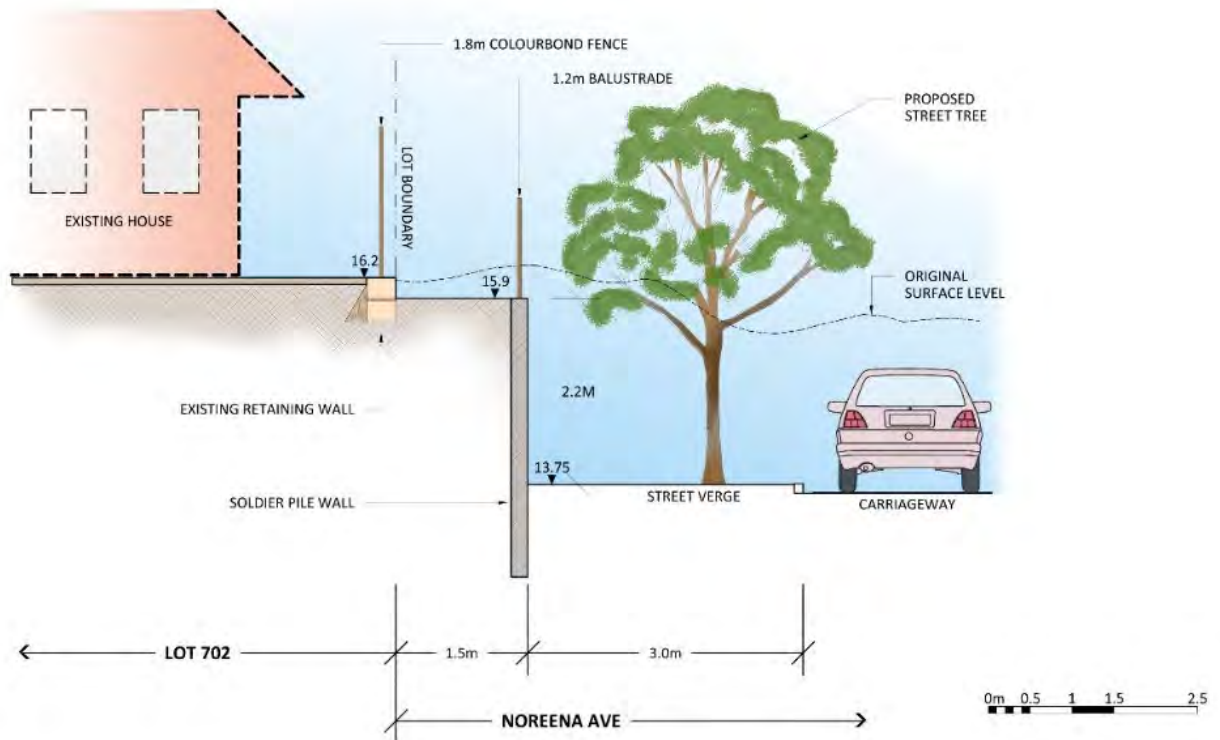 1.8m COLOURBOND FENCE
1.2m BALUSTRADE
PROPOSED
STREET TREE
LOT BOUNDARY
EXISTING HOUSE
16.2
15.9
ORIGINAL
SURFACE LEVEL
2.2M
EXISTING RETAINING WALL
13.75
STREET VERGE
SOLDIER PILE WALL
CARRIAGEWAY
LOT 702
1.5m
3.0m
0m 0.5 1 1.5 2.5
NOREENA AVE